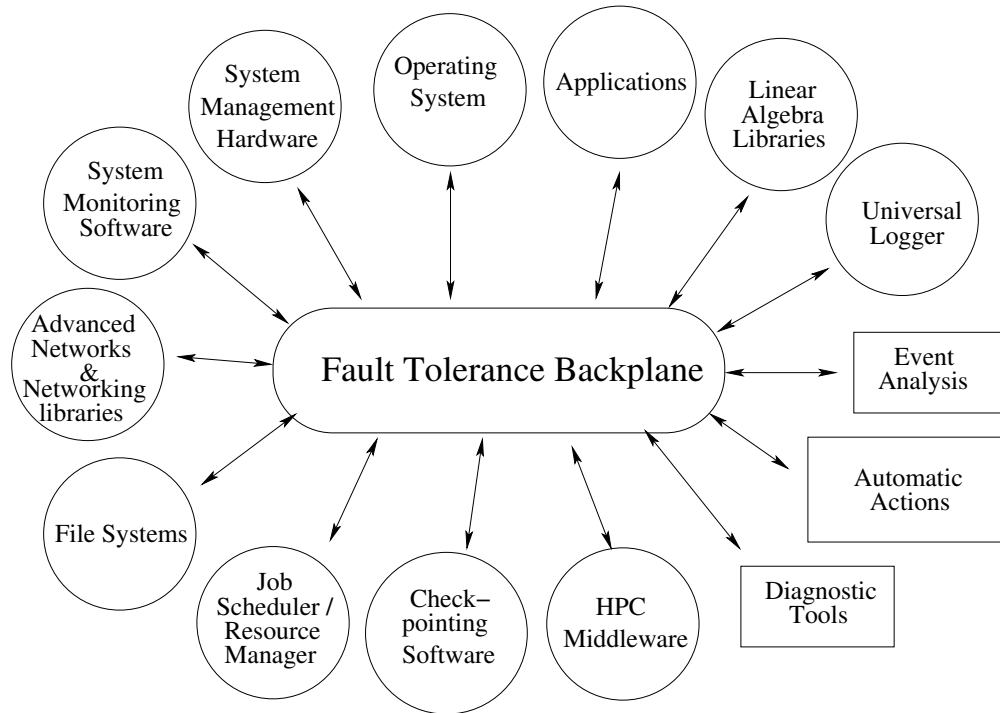 System
Management
Hardware
Operating
System
Applications
Linear
Algebra
Libraries
System
Monitoring
Software
Universal
Logger
Advanced
Networks
&
Networking
libraries
Fault Tolerance Backplane
Event
Analysis
Automatic
Actions
File Systems
Job
Scheduler /
Resource
Manager
Check-
pointing
Software
HPC
Middleware
Diagnostic
Tools